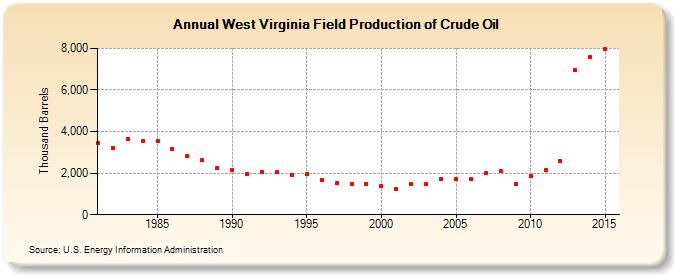 Annual West Virginia Field Production of Crude Oil
Thousand Barrels
8,000
6,000
4,000
2,000
0
1985 1990 1995 2000 2005 2010 2015
Source: U.S. Energy Information Administration